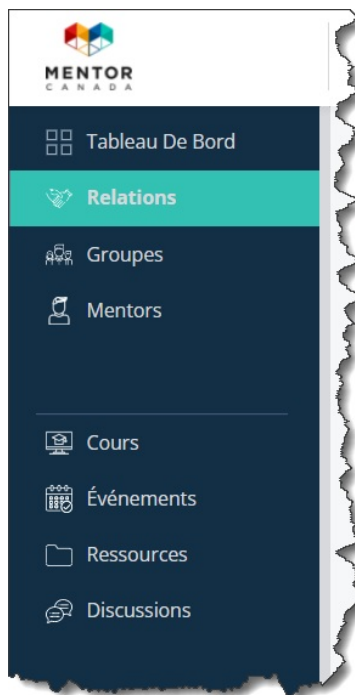 MENTOR
CANADA
Tableau De Bord
Relations
Groupes
Mentors
Cours
Événements
Ressources
Discussions